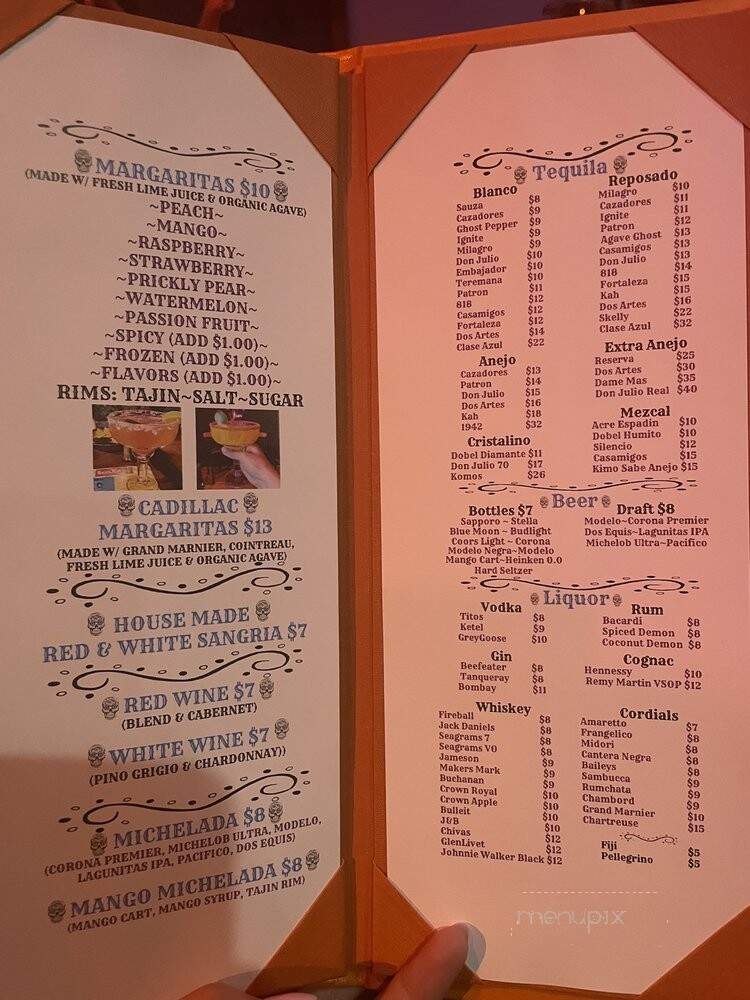 MARGARITAS $10
(MADE W/ FRESH LIME JUICE & ORGANIC AGAVE)
~PEACH~
~MANGO~
~RASPBERRY~
~STRAWBERRY~
~PRICKLY PEAR~
~WATERMELON~
~PASSION FRUIT~
~SPICY (ADD $1.00)~
~FROZEN (ADD $1.00)~
~FLAVORS (ADD $1.00)~
RIMS: TAJIN~SALT~SUGAR
CADILLAC
MARGARITAS $13
(MADE W/ GRAND MARNIER, COINTREAU,
FRESH LIME JUICE & ORGANIC AGAVE)
HOUSE MADE
RED & WHITE SANGRIA $7
RED WINE $7
(BLEND & CABERNET)
WHITE WINE $7
(PINO GRIGIO & CHARDONNAY))
MICHELADA $8
(CORONA PREMIER, MICHELOB ULTRA, MODELO,
LAGUNITAS IPA, PACIFICO, DOS EQUIS)
MANGO MICHELADA $8
(MANGO CART, MANGO SYRUP, TAJIN RIM)
Tequila
Blanco
Sauza $8
Cazadores $9
Ghost Pepper $9
Ignite $9
Milagro $9
Don Julio $10
Embajador $10
Teremana $10
Patron $11
818 $12
Casamigos $12
Fortaleza $12
Dos Artes $14
Clase Azul $22
Anejo
Cazadores $13
Patron $14
Don Julio $15
Dos Artes $16
Kah $18
1942 $32
Cristalino
Dobel Diamante $11
Don Julio 70 $17
Komos $26
Reposado
Milagro $10
Cazadores $11
Ignite $11
Patron $12
Agave Ghost $13
Casamigos $13
Don Julio $13
818 $14
Fortaleza $15
Kah $15
Dos Artes $16
Skelly $22
Clase Azul $32
Extra Anejo
Reserva $25
Dos Artes $30
Dame Mas $35
Don Julio Real $40
Mezcal
Acre Espadin $10
Dobel Humito $10
Silencio $12
Casamigos $15
Kimo Sabe Anejo $15
Beer
Bottles $7
Sapporo ~ Stella
Blue Moon ~ Budlight
Coors Light ~ Corona
Modelo Negra~Modelo
Mango Cart~Heinken 0.0
Hard Seltzer
Draft $8
Modelo~Corona Premier
Dos Equis~Lagunitas IPA
Michelob Ultra~Pacifico
Liquor
Vodka
Titos $8
Ketel $9
GreyGoose $10
Gin
Beefeater $8
Tanqueray $8
Bombay $11
Whiskey
Fireball $8
Jack Daniels $8
Seagrams 7 $8
Seagrams VO $8
Jameson $9
Makers Mark $9
Buchanan $9
Crown Royal $10
Crown Apple $10
Bulleit $10
J&B $10
Chivas $12
GlenLivet $12
Johnnie Walker Black $12
Rum
Bacardi $8
Spiced Demon $8
Coconut Demon $8
Cognac
Hennessy $10
Remy Martin VSOP $12
Cordials
Amaretto $7
Frangelico $8
Midori $8
Cantera Negra $8
Baileys $8
Sambucca $9
Rumchata $9
Chambord $9
Grand Marnier $10
Chartreuse $15
Fiji $5
Pellegrino $5
menupix